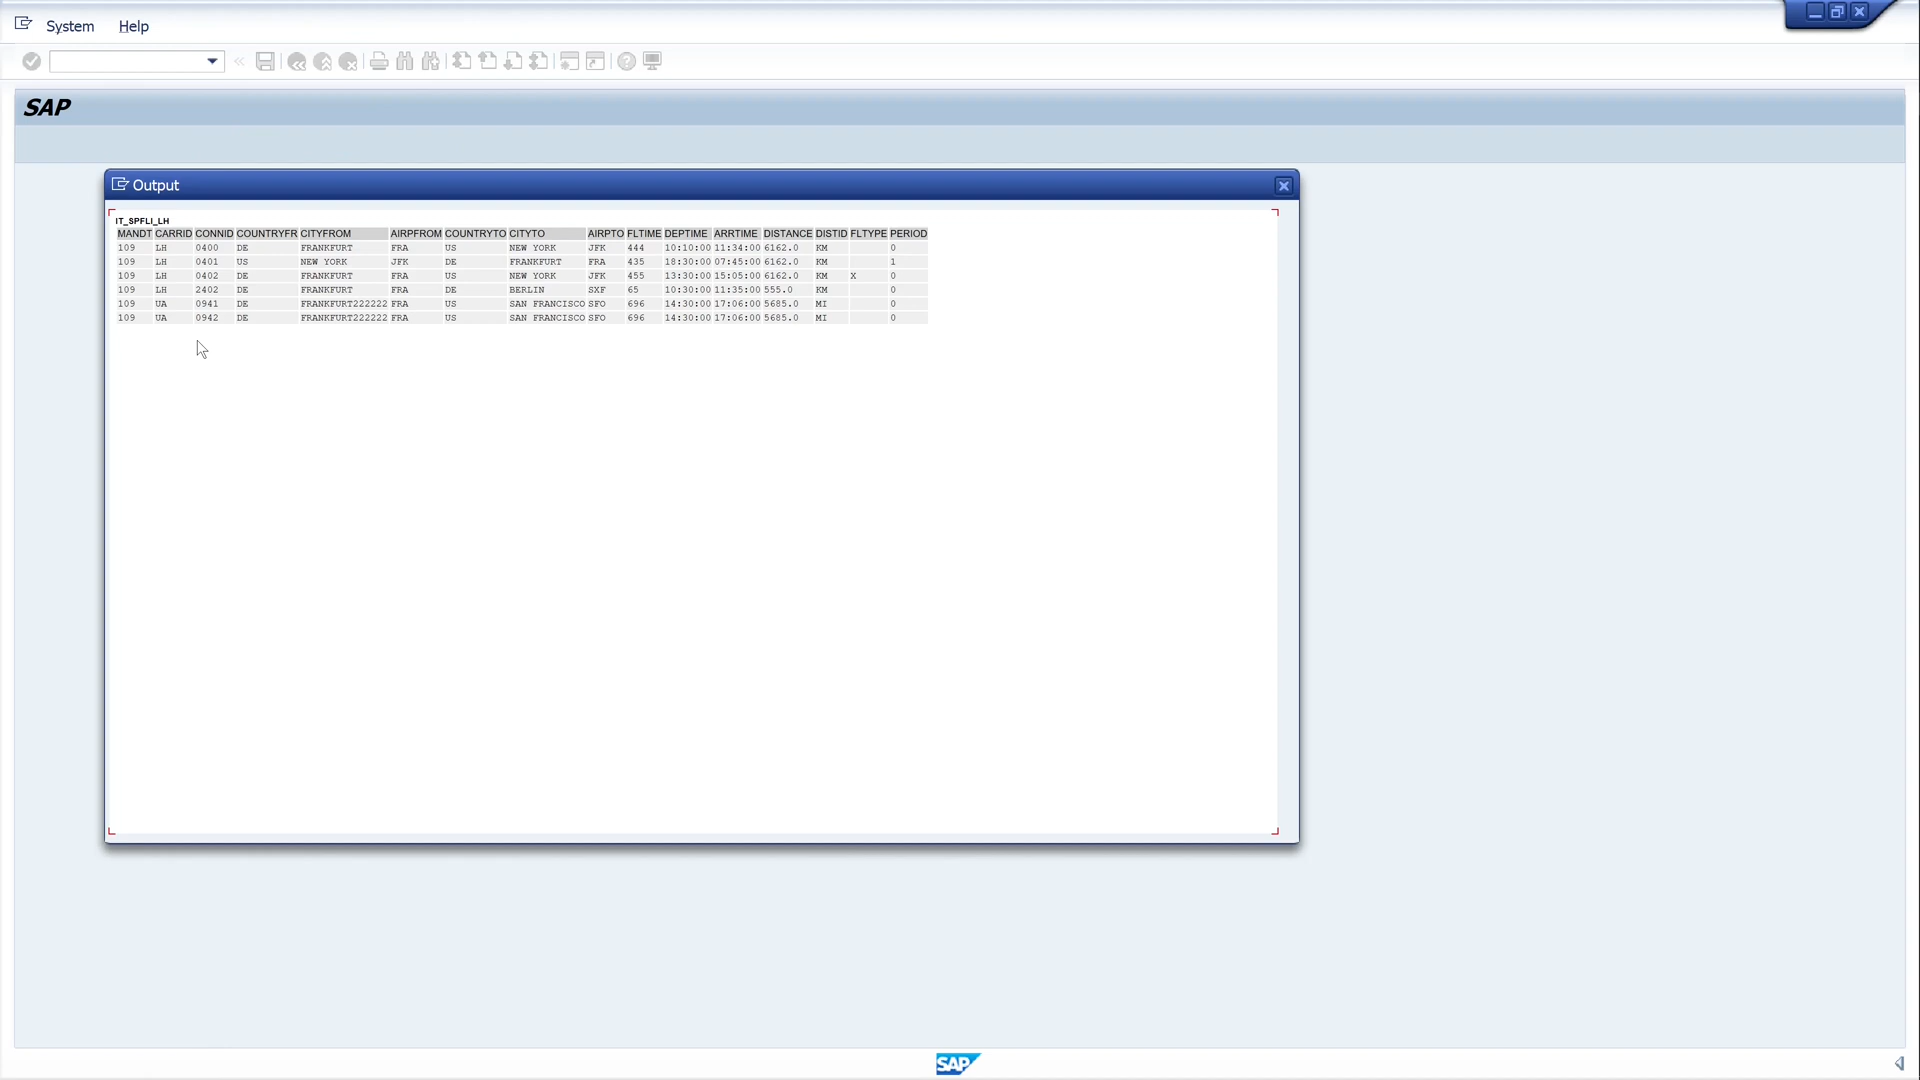 System Help
SAP
Output
IT_SPFLI_LH
MANDT CARRID CONNID COUNTRYFR CITYFROM AIRPFROM COUNTRYTO CITYTO AIRPTO FLTIME DEPTIME ARRTIME DISTANCE DISTID FLTYPE PERIOD
109 LH 0400 DE FRANKFURT FRA US NEW YORK JFK 444 10:10:00 11:34:00 6162.0 KM 0
109 LH 0401 US NEW YORK JFK DE FRANKFURT FRA 435 18:30:00 07:45:00 6162.0 KM 1
109 LH 0402 DE FRANKFURT FRA US NEW YORK JFK 455 13:30:00 15:05:00 6162.0 KM X 0
109 LH 2402 DE FRANKFURT FRA DE BERLIN SXF 65 10:30:00 11:35:00 555.0 KM 0
109 UA 0941 DE FRANKFURT222222 FRA US SAN FRANCISCO SFO 696 14:30:00 17:06:00 5685.0 MI 0
109 UA 0942 DE FRANKFURT222222 FRA US SAN FRANCISCO SFO 696 14:30:00 17:06:00 5685.0 MI 0
SAP